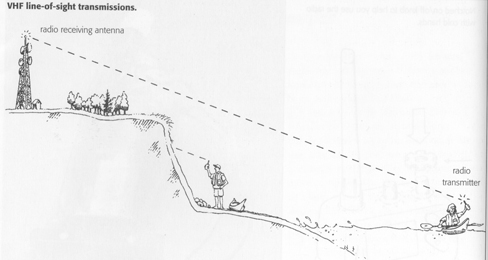 VHF line-of-sight transmissions.
radio receiving antenna
radio
transmitter